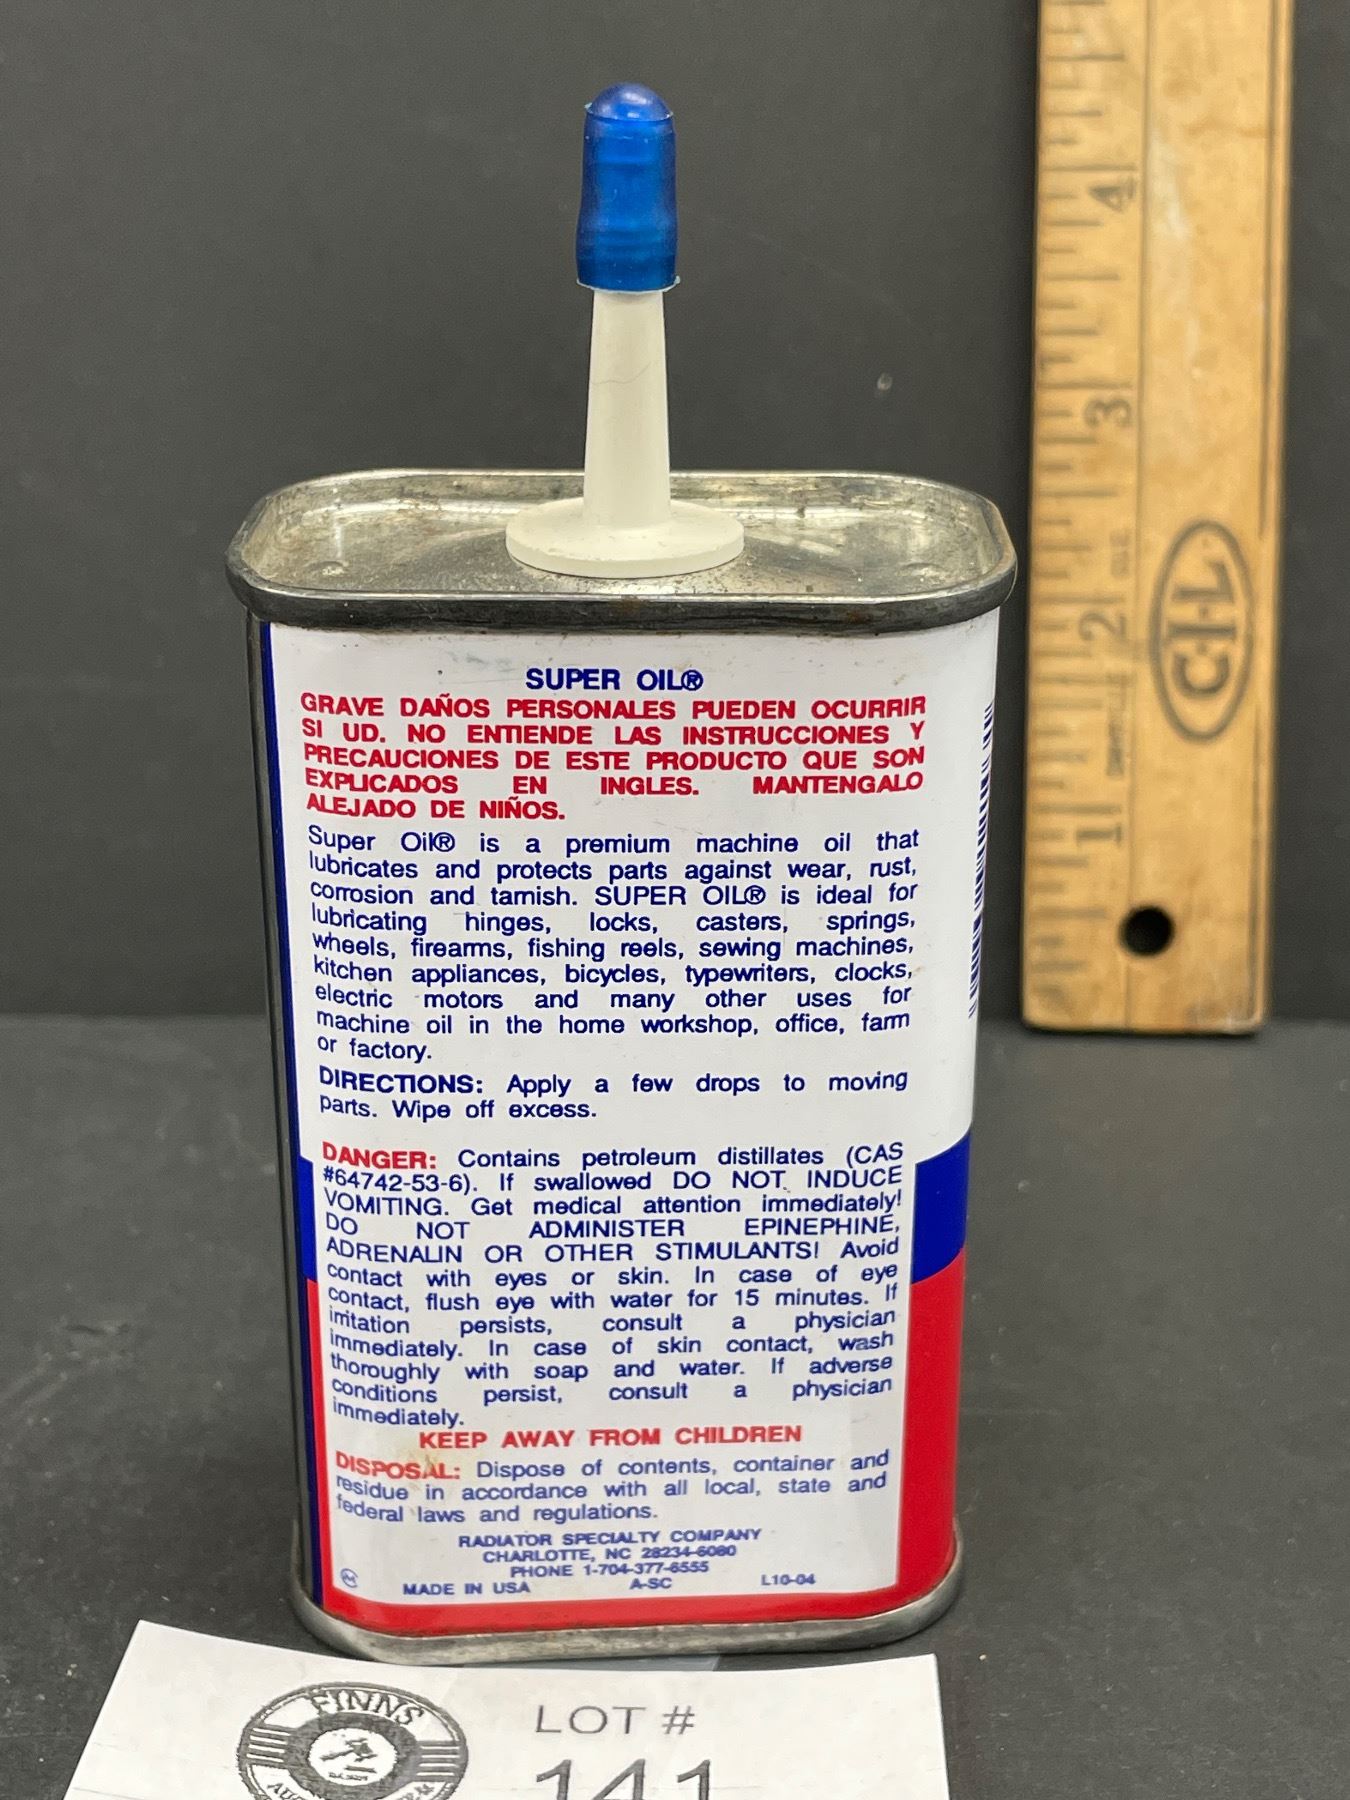 SUPER OIL®
GRAVE DAÑOS PERSONALES PUEDEN OCURRIR
SI UD. NO ENTIENDE LAS INSTRUCCIONES Y
PRECAUCIONES DE ESTE PRODUCTO QUE SON
EXPLICADOS EN INGLES. MANTENGALO
ALEJADO DE NIÑOS.
Super Oil® is a premium machine oil that
lubricates and protects parts against wear, rust,
corrosion and tarnish. SUPER OIL® is ideal for
lubricating hinges, locks, casters, springs,
wheels, firearms, fishing reels, sewing machines,
kitchen appliances, bicycles, typewriters, clocks,
electric motors and many other uses for
machine oil in the home workshop, office, farm
or factory.
DIRECTIONS: Apply a few drops to moving
parts. Wipe off excess.
DANGER: Contains petroleum distillates (CAS
#64742-53-6). If swallowed DO NOT INDUCE
VOMITING. Get medical attention immediately!
DO NOT ADMINISTER EPINEPHINE,
ADRENALIN OR OTHER STIMULANTS! Avoid
contact with eyes or skin. In case of eye
contact, flush eye with water for 15 minutes. If
irritation persists, consult a physician
immediately. In case of skin contact, wash
thoroughly with soap and water. If adverse
conditions persist, consult a physician
immediately.
KEEP AWAY FROM CHILDREN
DISPOSAL: Dispose of contents, container and
residue in accordance with all local, state and
federal laws and regulations.
RADIATOR SPECIALTY COMPANY
CHARLOTTE, NC 28234-6080
PHONE 1-704-377-6555
MADE IN USA A-SC L10-04
4
3
2
1
C-I-L
FINNS
LOT #
141